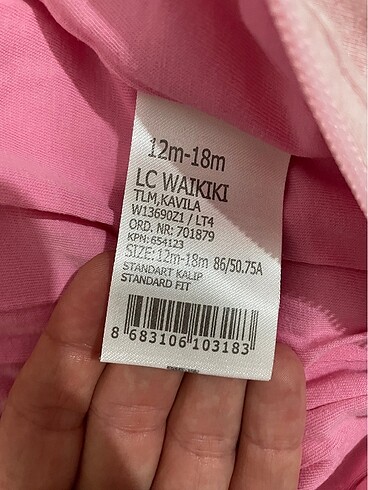 12m-18m
LC WAIKIKI
TLM,KAVILA
W13690Z1 / LT4
ORD. NR: 701879
KPN: 654123
SIZE: 12m-18m 86/50.75A
STANDART KALIP
STANDARD FIT
8 683106 103183